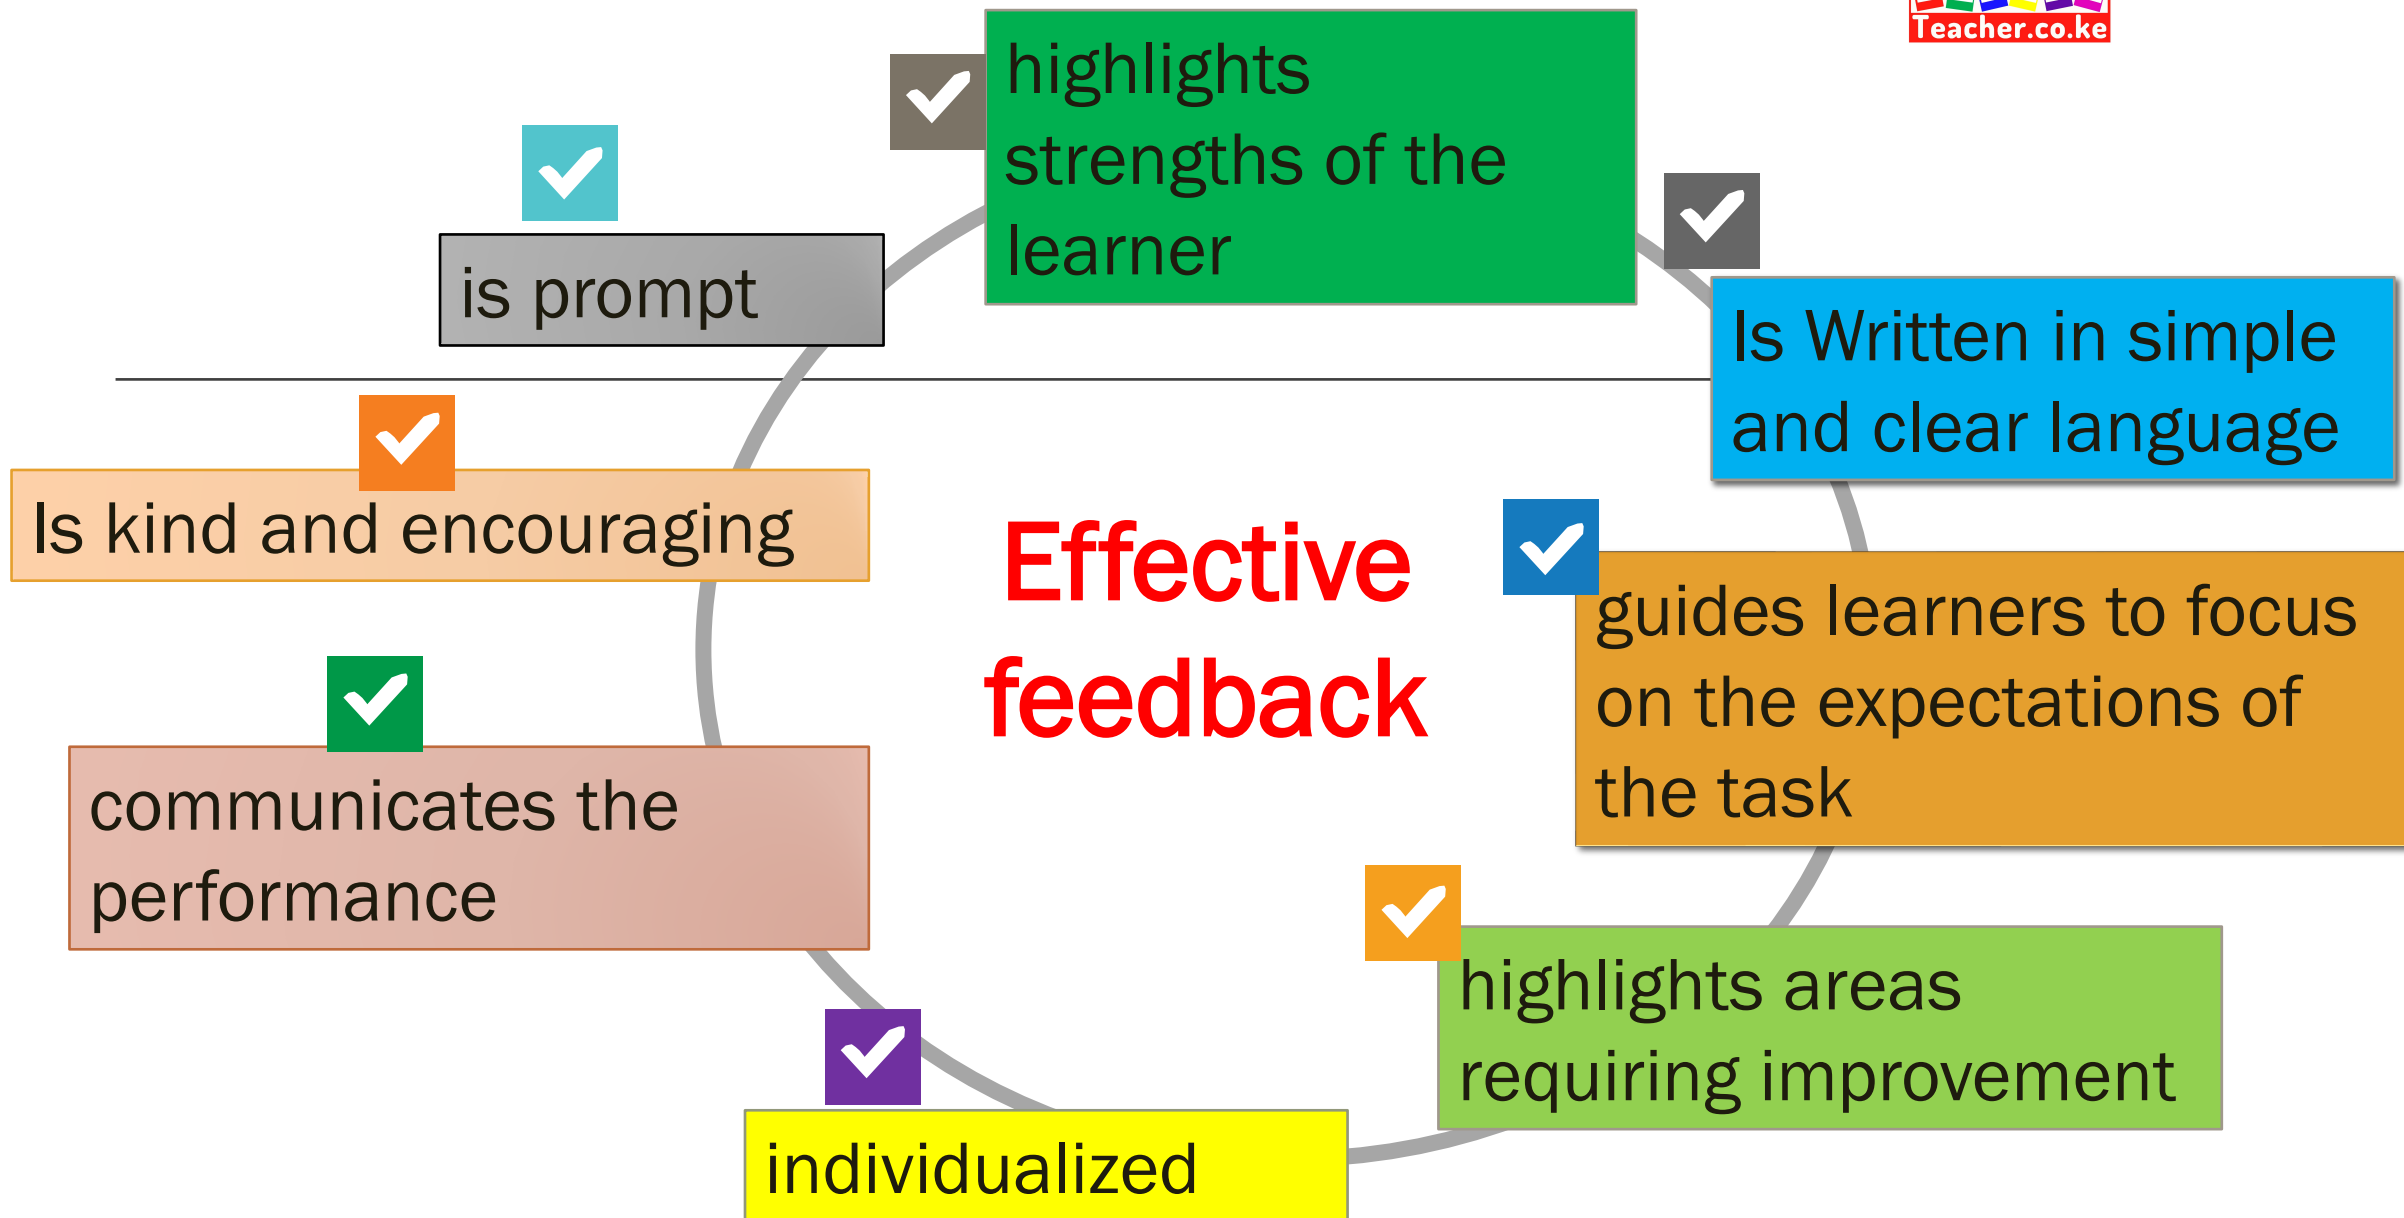 Teacher.co.ke
highlights
strengths of the
learner
is prompt
Is Written in simple
and clear language
Is kind and encouraging
Effective
feedback
guides learners to focus
on the expectations of
the task
communicates the
performance
highlights areas
requiring improvement
individualized